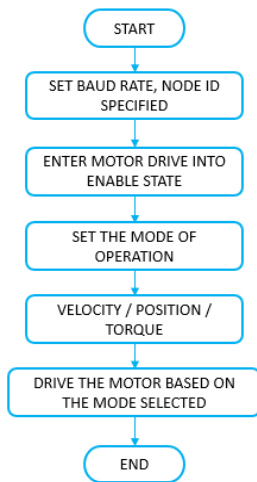 START
SET BAUD RATE, NODE ID
SPECIFIED
ENTER MOTOR DRIVE INTO
ENABLE STATE
SET THE MODE OF
OPERATION
VELOCITY / POSITION /
TORQUE
DRIVE THE MOTOR BASED ON
THE MODE SELECTED
END